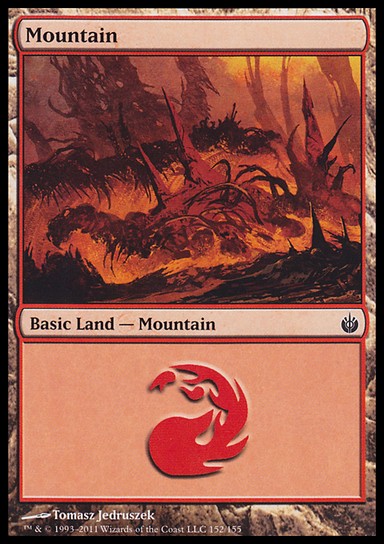 Mountain
Basic Land — Mountain
Tomasz Jedruszek
™ & © 1993–2011 Wizards of the Coast LLC 152/155